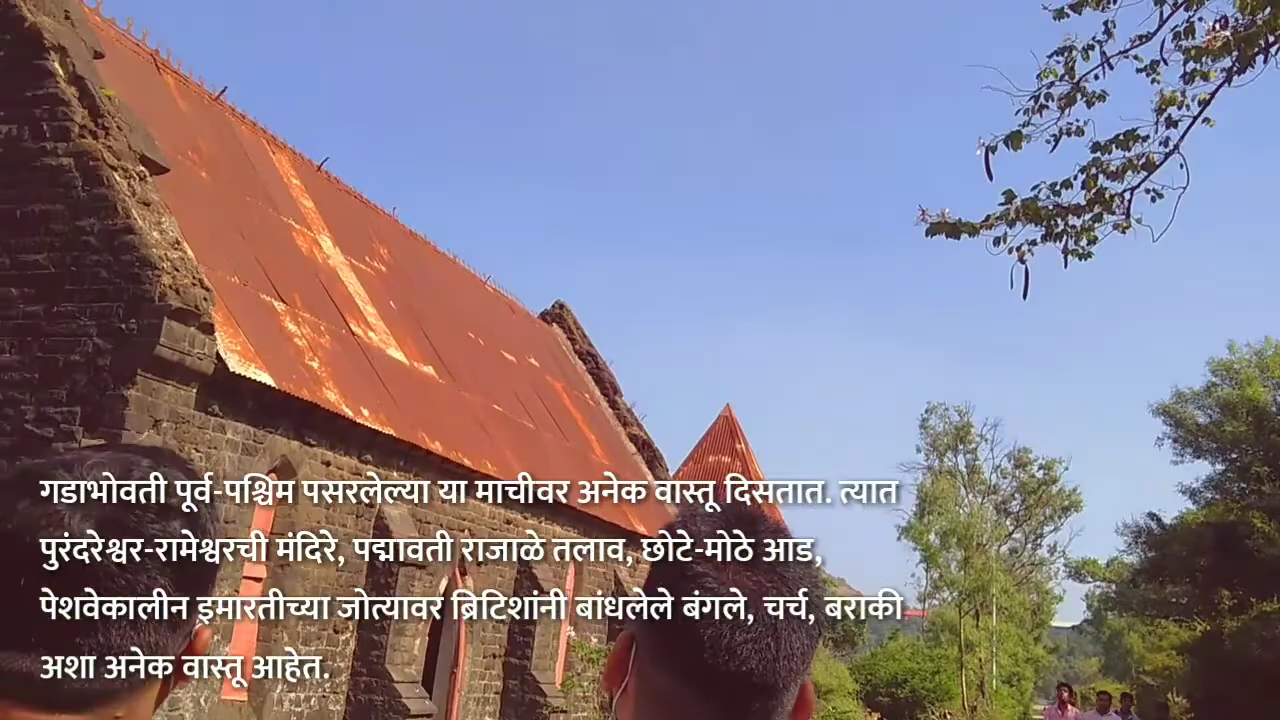 गडाभोवती पूर्व-पश्चिम पसरलेल्या या माचीवर अनेक वास्तू दिसतात. त्यात
पुरंदरेश्वर-रामेश्वरची मंदिरे, पद्मावती राजाळे तलाव, छोटे-मोठे आड,
पेशवेकालीन इमारतीच्या जोत्यावर ब्रिटिशांनी बांधलेले बंगले, चर्च, बराकी
अशा अनेक वास्तू आहेत.